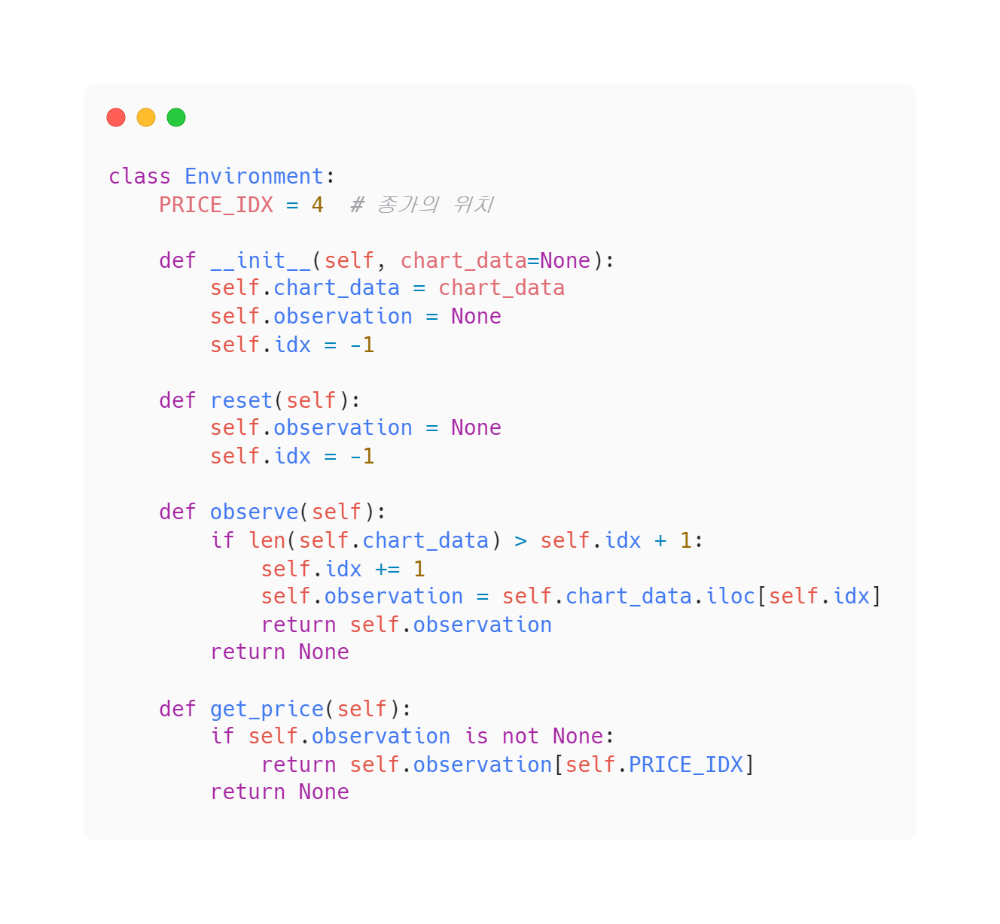 class Environment:
    PRICE_IDX = 4  # 종가의 위치

    def __init__(self, chart_data=None):
        self.chart_data = chart_data
        self.observation = None
        self.idx = -1

    def reset(self):
        self.observation = None
        self.idx = -1

    def observe(self):
        if len(self.chart_data) > self.idx + 1:
            self.idx += 1
            self.observation = self.chart_data.iloc[self.idx]
            return self.observation
        return None

    def get_price(self):
        if self.observation is not None:
            return self.observation[self.PRICE_IDX]
        return None